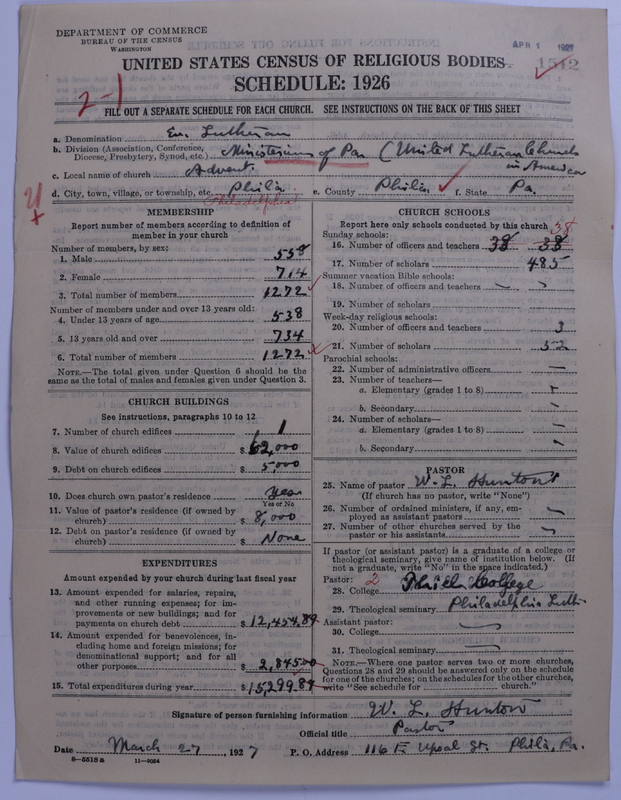 DEPARTMENT OF COMMERCE
BUREAU OF THE CENSUS
WASHINGTON
APR 1 1927
1512
UNITED STATES CENSUS OF RELIGIOUS BODIES
SCHEDULE: 1926
2-1
FILL OUT A SEPARATE SCHEDULE FOR EACH CHURCH. SEE INSTRUCTIONS ON THE BACK OF THIS SHEET
a. Denomination Ev. Lutheran
b. Division (Association, Conference, Diocese, Presbytery, Synod, etc.) Ministerium of Pa (United Lutheran Church in America
c. Local name of church Advent.
d. City, town, village, or township, etc. Phila. e. County Phila. f. State Pa.
Philadelphia
MEMBERSHIP
Report number of members according to definition of
member in your church
Number of members, by sex:
1. Male 558
2. Female 714
3. Total number of members 1272
Number of members under and over 13 years old:
4. Under 13 years of age 538
5. 13 years old and over 734
6. Total number of members 1272
NOTE.—The total given under Question 6 should be the
same as the total of males and females given under Question 3.
CHURCH BUILDINGS
See instructions, paragraphs 10 to 12
7. Number of church edifices 1
8. Value of church edifices $ 62,000
9. Debt on church edifices $ 5,000
10. Does church own pastor's residence Yes
Yes or No
11. Value of pastor's residence (if owned by
church) $ 8,000
12. Debt on pastor's residence (if owned by
church) $ None
EXPENDITURES
Amount expended by your church during last fiscal year
13. Amount expended for salaries, repairs,
and other running expenses; for im-
provements or new buildings; and for
payments on church debt $ 12,454.89
14. Amount expended for benevolences, in-
cluding home and foreign missions; for
denominational support; and for all
other purposes $ 2,845.00
15. Total expenditures during year $ 15,299.89
CHURCH SCHOOLS
Report here only schools conducted by this church
38
Sunday schools:
16. Number of officers and teachers 38 38
17. Number of scholars 485
Summer vacation Bible schools:
18. Number of officers and teachers
19. Number of scholars
Week-day religious schools:
20. Number of officers and teachers 3
21. Number of scholars 52
Parochial schools:
22. Number of administrative officers —
23. Number of teachers—
a. Elementary (grades 1 to 8)
b. Secondary
24. Number of scholars—
a. Elementary (grades 1 to 8)
b. Secondary
PASTOR
25. Name of pastor W. L. Hunton
(If church has no pastor, write "None")
26. Number of ordained ministers, if any, em-
ployed as assistant pastors —
27. Number of other churches served by the
pastor or his assistants —
If pastor (or assistant pastor) is a graduate of a college or
theological seminary, give name of institution below. (If
not a graduate, write "No" in the space indicated.)
Pastor: 2
28. College Thiel College
29. Theological seminary Philadelphia Luth
Assistant pastor:
30. College —
31. Theological seminary —
NOTE.—Where one pastor serves two or more churches,
Questions 28 and 29 should be answered only on the schedule
for one of the churches; on the schedules for the other churches,
write "See schedule for ........ church."
Signature of person furnishing information W. L. Hunton
Official title Pastor
Date March 27 1927 P. O. Address 116 E Upsal St. Phila, Pa.
8—5518a 11—9064